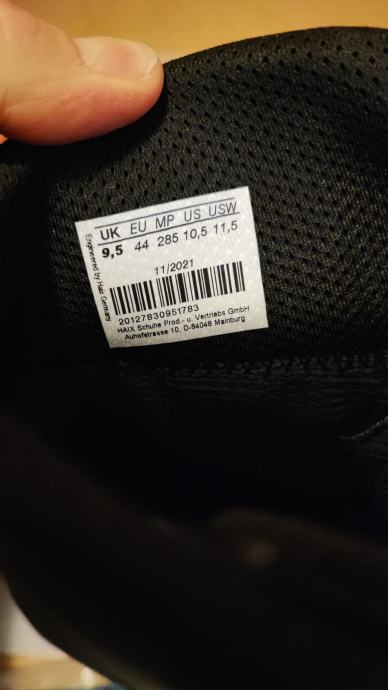 UK EU MP US USW
9,5 44 285 10,5 11,5
11/2021
20127830951783
HAIX Schuhe Prod.- u. Vertriebs GmbH
Auhofstrasse 10, D-84048 Mainburg
Engineered by Haix Germany